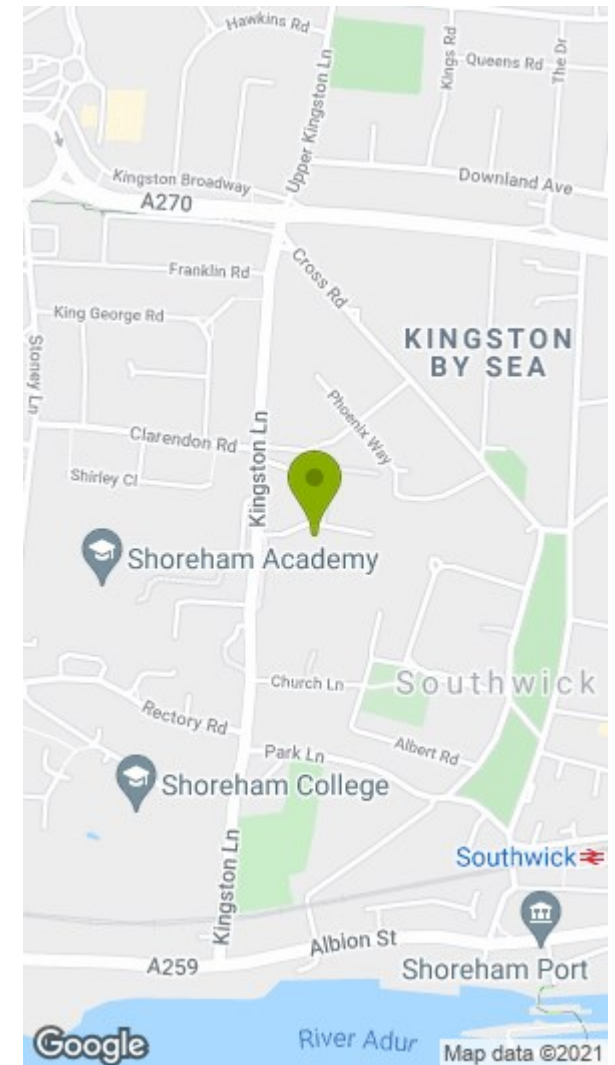 Hawkins Rd
Kings Rd
Queens Rd
The Dr
Upper Kingston Ln
Kingston Broadway
A270
Downland Ave
Franklin Rd
Cross Rd
King George Rd
KINGSTON
BY SEA
Stoney Ln
Phoenix Way
Clarendon Rd
Kingston Ln
Shirley Cl
Shoreham Academy
Church Ln
Southwick
Rectory Rd
Albert Rd
Park Ln
Shoreham College
Southwick
Kingston Ln
Albion St
A259
Shoreham Port
River Adur
Google
Map data ©2021